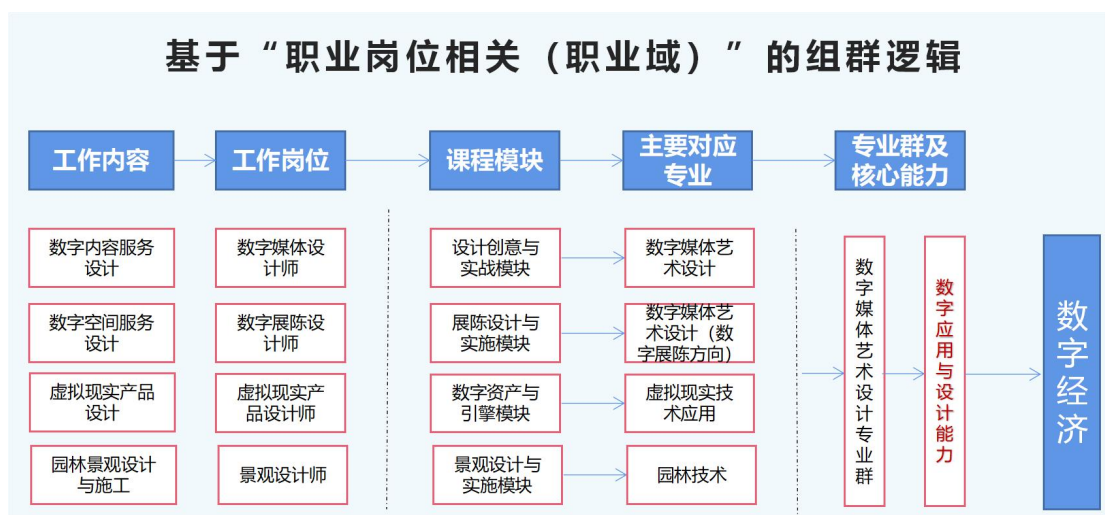 基于“职业岗位相关（职业域）”的组群逻辑
工作内容
工作岗位
课程模块
主要对应
专业
专业群及
核心能力
数字内容服务
设计
数字媒体设
计师
设计创意与
实战模块
数字媒体艺
术设计
数字空间服务
设计
数字展陈设
计师
展陈设计与
实施模块
数字媒体艺
术设计（数
字展陈方向）
虚拟现实产品
设计
虚拟现实产
品设计师
数字资产与
引擎模块
虚拟现实技
术应用
园林景观设计
与施工
景观设计师
景观设计与
实施模块
园林技术
数字媒体艺术设计专业群
数字应用与设计能力
数字经济